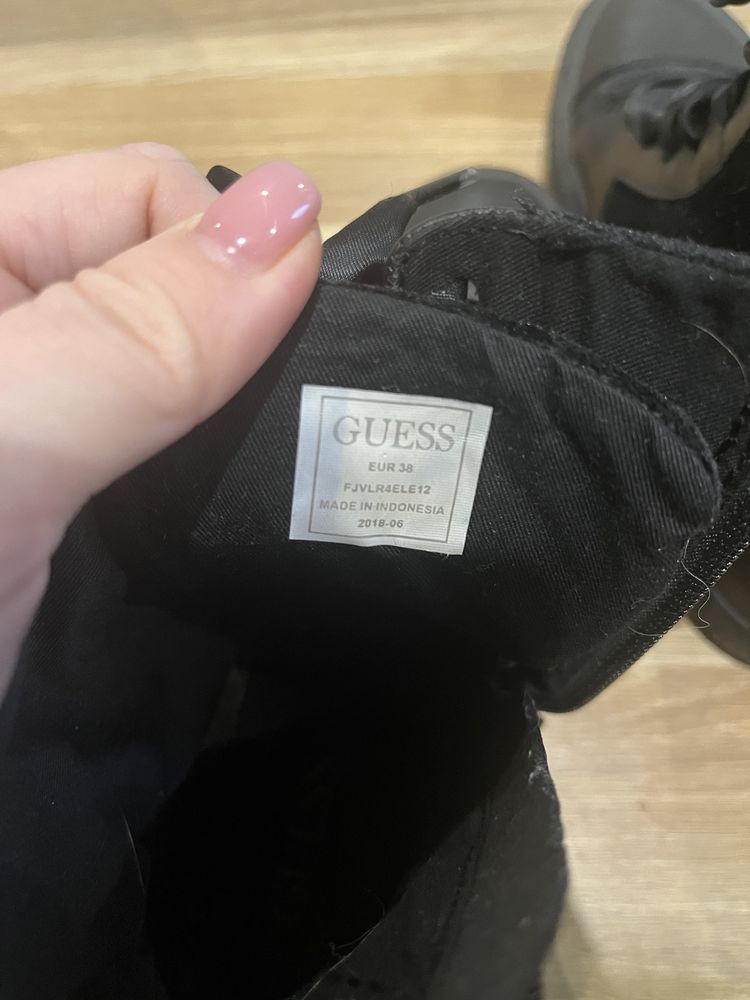 GUESS
EUR 38
FJVLR4ELE12
MADE IN INDONESIA
2018-06